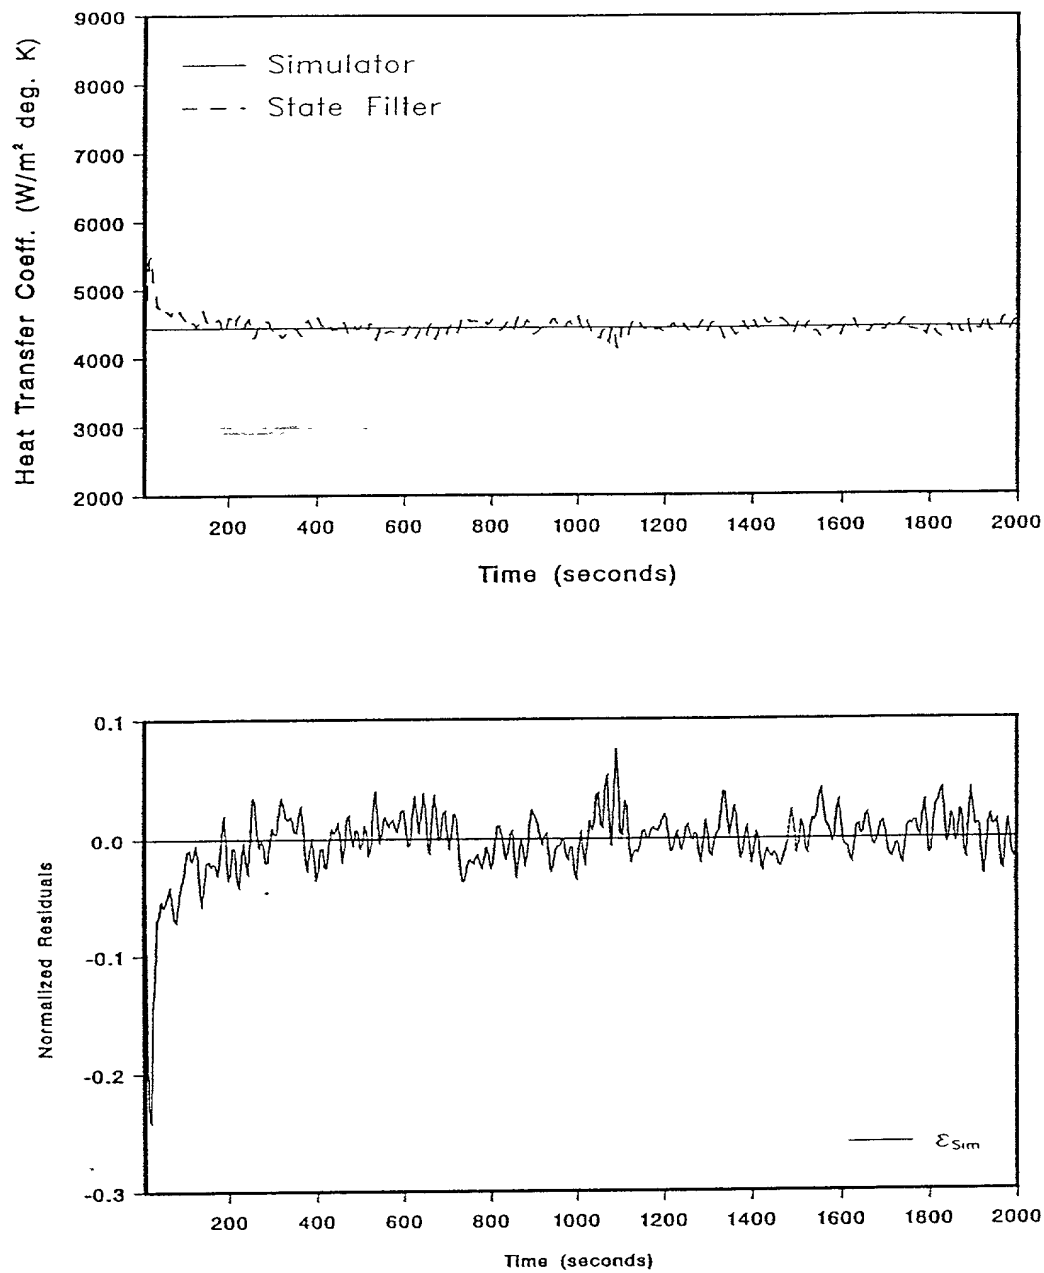 9000
8000
7000
6000
5000
4000
3000
2000
Heat Transfer Coeff. (W/m² deg. K)
Simulator
State Filter
200 400 600 800 1000 1200 1400 1600 1800 2000
Time (seconds)
0.1
0.0
-0.1
-0.2
-0.3
Normalized Residuals
εSim
200 400 600 800 1000 1200 1400 1600 1800 2000
Time (seconds)